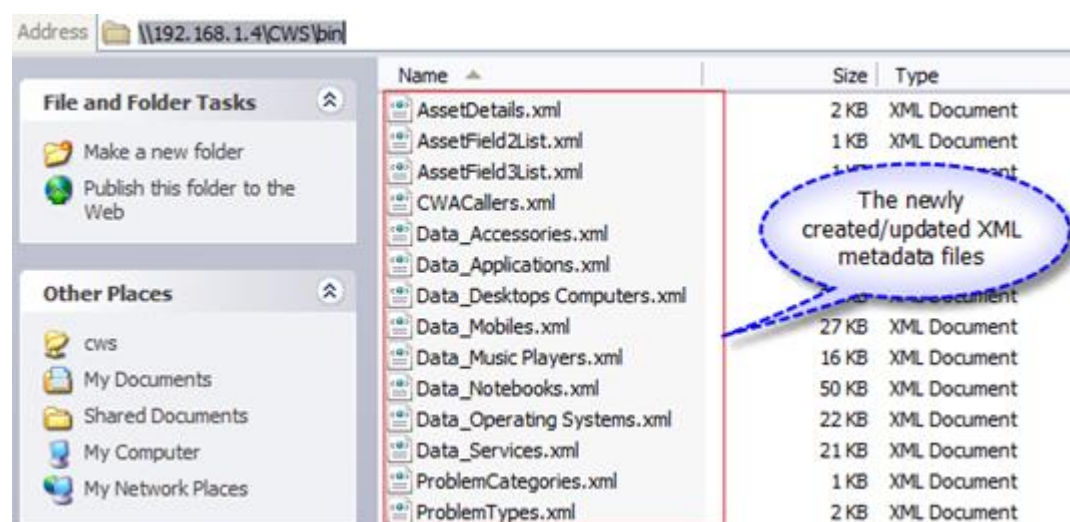 Address \\192.168.1.4\CWS\bin
File and Folder Tasks
Make a new folder
Publish this folder to the
Web
Other Places
cws
My Documents
Shared Documents
My Computer
My Network Places
Name Size Type
AssetDetails.xml 2 KB XML Document
AssetField2List.xml 1 KB XML Document
AssetField3List.xml
CWACallers.xml
Data_Accessories.xml
Data_Applications.xml
Data_Desktops Computers.xml
Data_Mobiles.xml 27 KB XML Document
Data_Music Players.xml 16 KB XML Document
Data_Notebooks.xml 50 KB XML Document
Data_Operating Systems.xml 22 KB XML Document
Data_Services.xml 21 KB XML Document
ProblemCategories.xml 1 KB XML Document
ProblemTypes.xml 2 KB XML Document
The newly
created/updated XML
metadata files